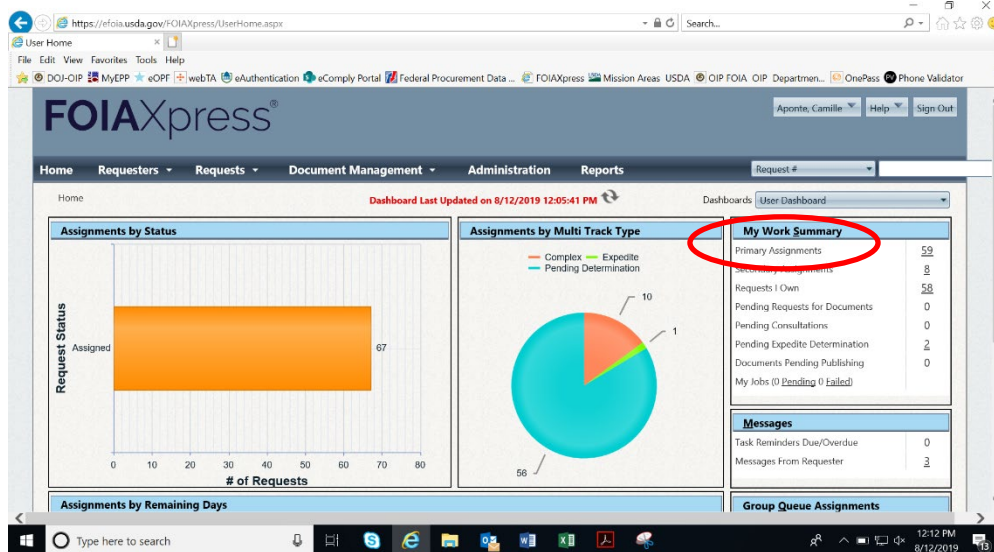 https://efoia.usda.gov/FOIAXpress/UserHome.aspx Search...
User Home
File Edit View Favorites Tools Help
DOJ-OIP MyEPP eOPF webTA eAuthentication eComply Portal Federal Procurement Data ... FOIAXpress Mission Areas USDA OIP FOIA OIP Departmen... OnePass Phone Validator
FOIAXpress®
Aponte, Camille Help Sign Out
Home Requesters Requests Document Management Administration Reports Request #
Home Dashboard Last Updated on 8/12/2019 12:05:41 PM Dashboards User Dashboard
Assignments by Status
Request Status
Assigned
67
0 10 20 30 40 50 60 70 80
# of Requests
Assignments by Multi Track Type
Complex Expedite
Pending Determination
10
1
56
My Work Summary
Primary Assignments 59
Secondary Assignments 8
Requests I Own 58
Pending Requests for Documents 0
Pending Consultations 0
Pending Expedite Determination 2
Documents Pending Publishing 0
My Jobs (0 Pending 0 Failed)
Messages
Task Reminders Due/Overdue 0
Messages From Requester 3
Assignments by Remaining Days
Group Queue Assignments
Type here to search
12:12 PM
8/12/2019
13